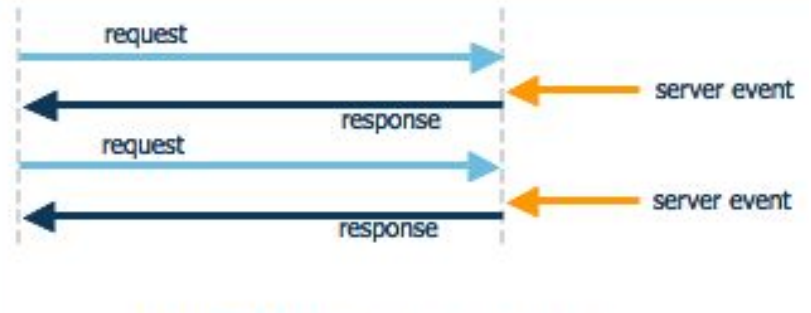 request
server event
response
request
server event
response